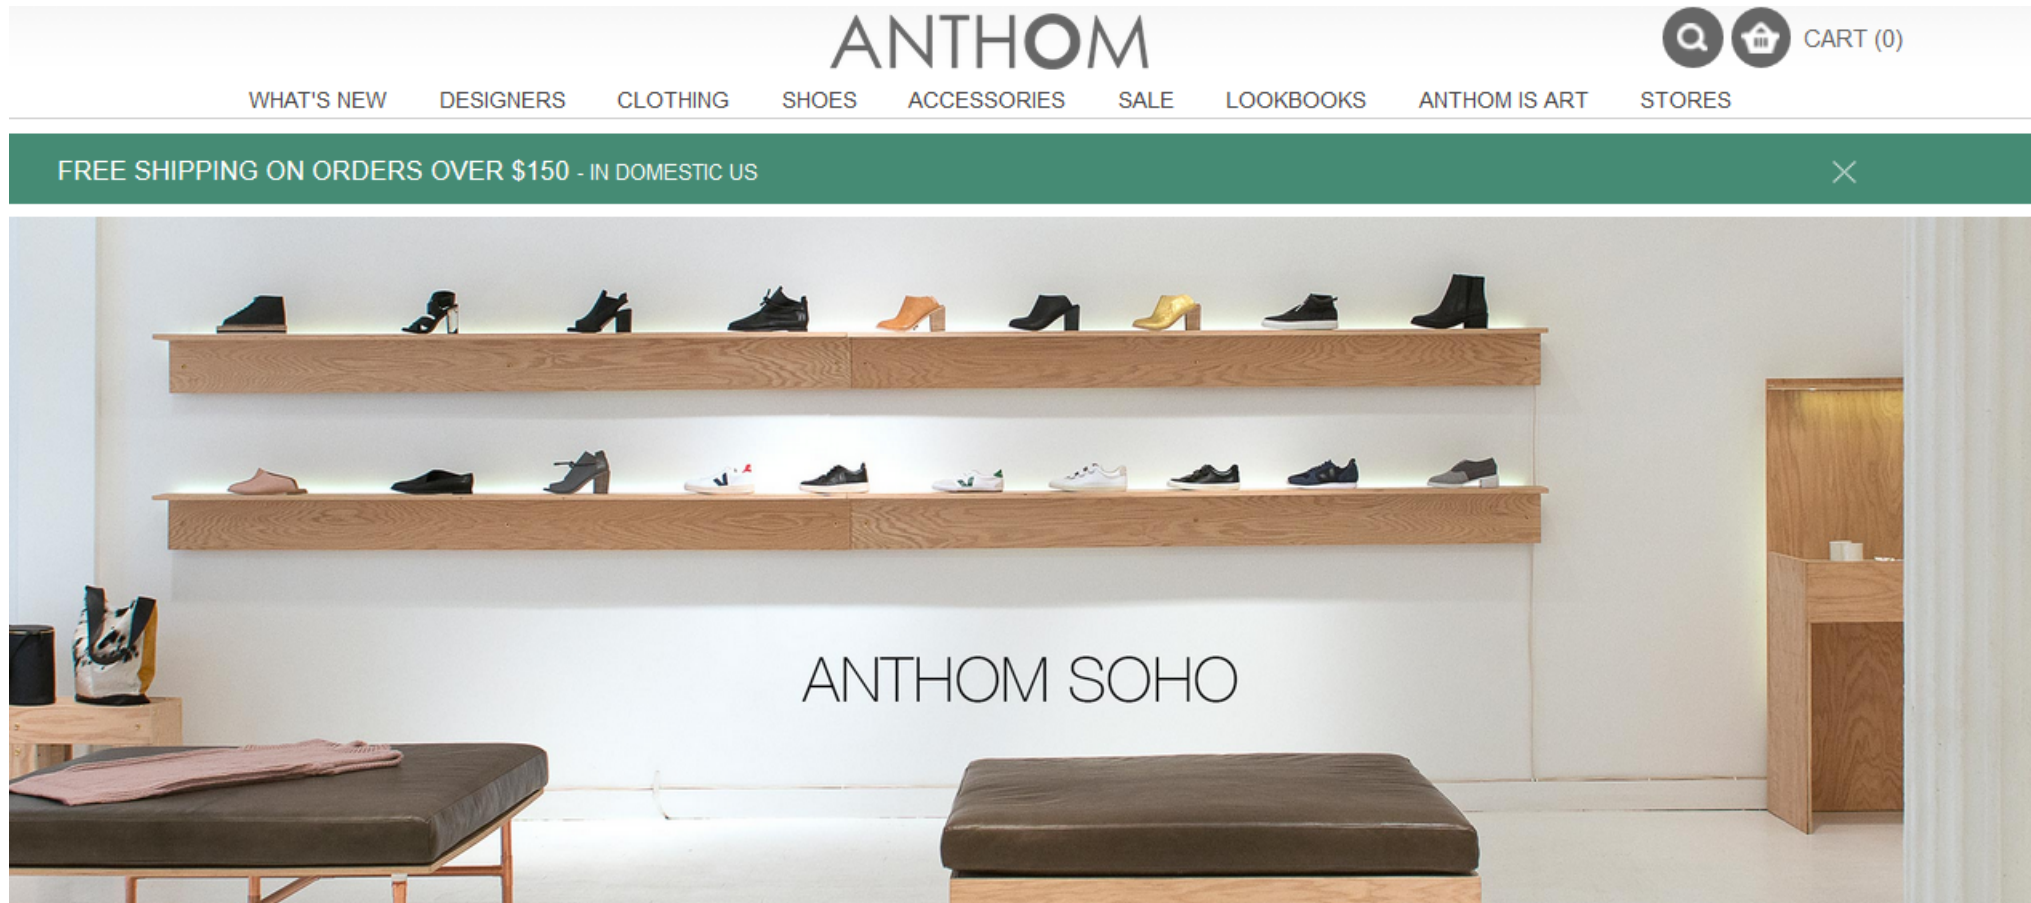 ANTHOM
CART (0)
WHAT'S NEW DESIGNERS CLOTHING SHOES ACCESSORIES SALE LOOKBOOKS ANTHOM IS ART STORES
FREE SHIPPING ON ORDERS OVER $150 - IN DOMESTIC US
ANTHOM SOHO